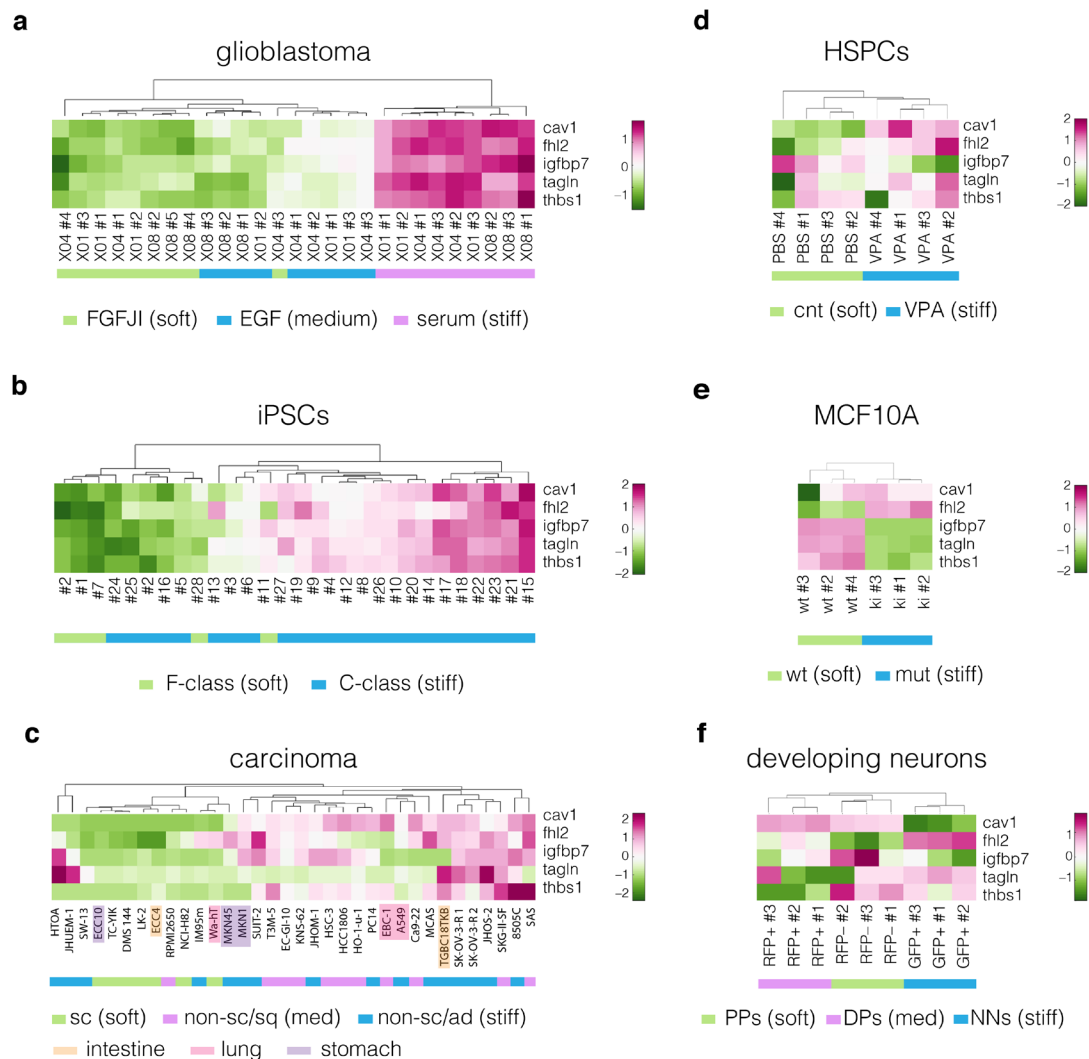 a
glioblastoma
cav1
fhl2
igfbp7
tagln
thbs1
1
0
−1
X04 #4
X01 #3
X01 #1
X04 #1
X01 #2
X08 #2
X08 #5
X08 #4
X08 #3
X08 #2
X08 #1
X01 #2
X04 #3
X04 #1
X04 #2
X01 #1
X01 #3
X04 #3
X01 #1
X01 #2
X04 #3
X04 #2
X01 #3
X04 #1
X08 #2
X08 #3
X08 #1
FGFJI (soft) EGF (medium) serum (stiff)
b
iPSCs
cav1
fhl2
igfbp7
tagln
thbs1
2
1
0
−1
−2
#2
#1
#7
#24
#25
#2
#16
#5
#28
#13
#3
#6
#11
#27
#19
#9
#4
#12
#8
#26
#10
#20
#14
#17
#18
#22
#23
#21
#15
F-class (soft) C-class (stiff)
c
carcinoma
cav1
fhl2
igfbp7
tagln
thbs1
2
1
0
−1
−2
HTOA
JHUEM-1
SW-13
ECC10
TC-YIK
DMS 144
LK-2
ECC4
RPMI2650
NCI-H82
IM95m
Wa-hT
MKN45
MKN1
SUIT-2
T3M-5
EC-GI-10
KNS-62
JHOM-1
HSC-3
HCC1806
HO-1-u-1
PC14
EBC-1
A549
Ca9-22
MCAS
TGBC18TKB
SK-OV-3-R 1
SK-OV-3-R 2
JHOS-2
SKG-II-SF
8505C
SAS
sc (soft) non-sc/sq (med) non-sc/ad (stiff)
intestine lung stomach
d
HSPCs
cav1
fhl2
igfbp7
tagln
thbs1
2
1
0
−1
−2
PBS #4
PBS #1
PBS #3
PBS #2
VPA #4
VPA #1
VPA #3
VPA #2
cnt (soft) VPA (stiff)
e
MCF10A
cav1
fhl2
igfbp7
tagln
thbs1
2
1
0
−1
−2
wt #3
wt #2
wt #4
ki #3
ki #1
ki #2
wt (soft) mut (stiff)
f
developing neurons
cav1
fhl2
igfbp7
tagln
thbs1
2
1
0
−1
−2
RFP+ #3
RFP+ #2
RFP+ #1
RFP− #2
RFP− #3
RFP− #1
GFP+ #3
GFP+ #1
GFP+ #2
PPs (soft) DPs (med) NNs (stiff)